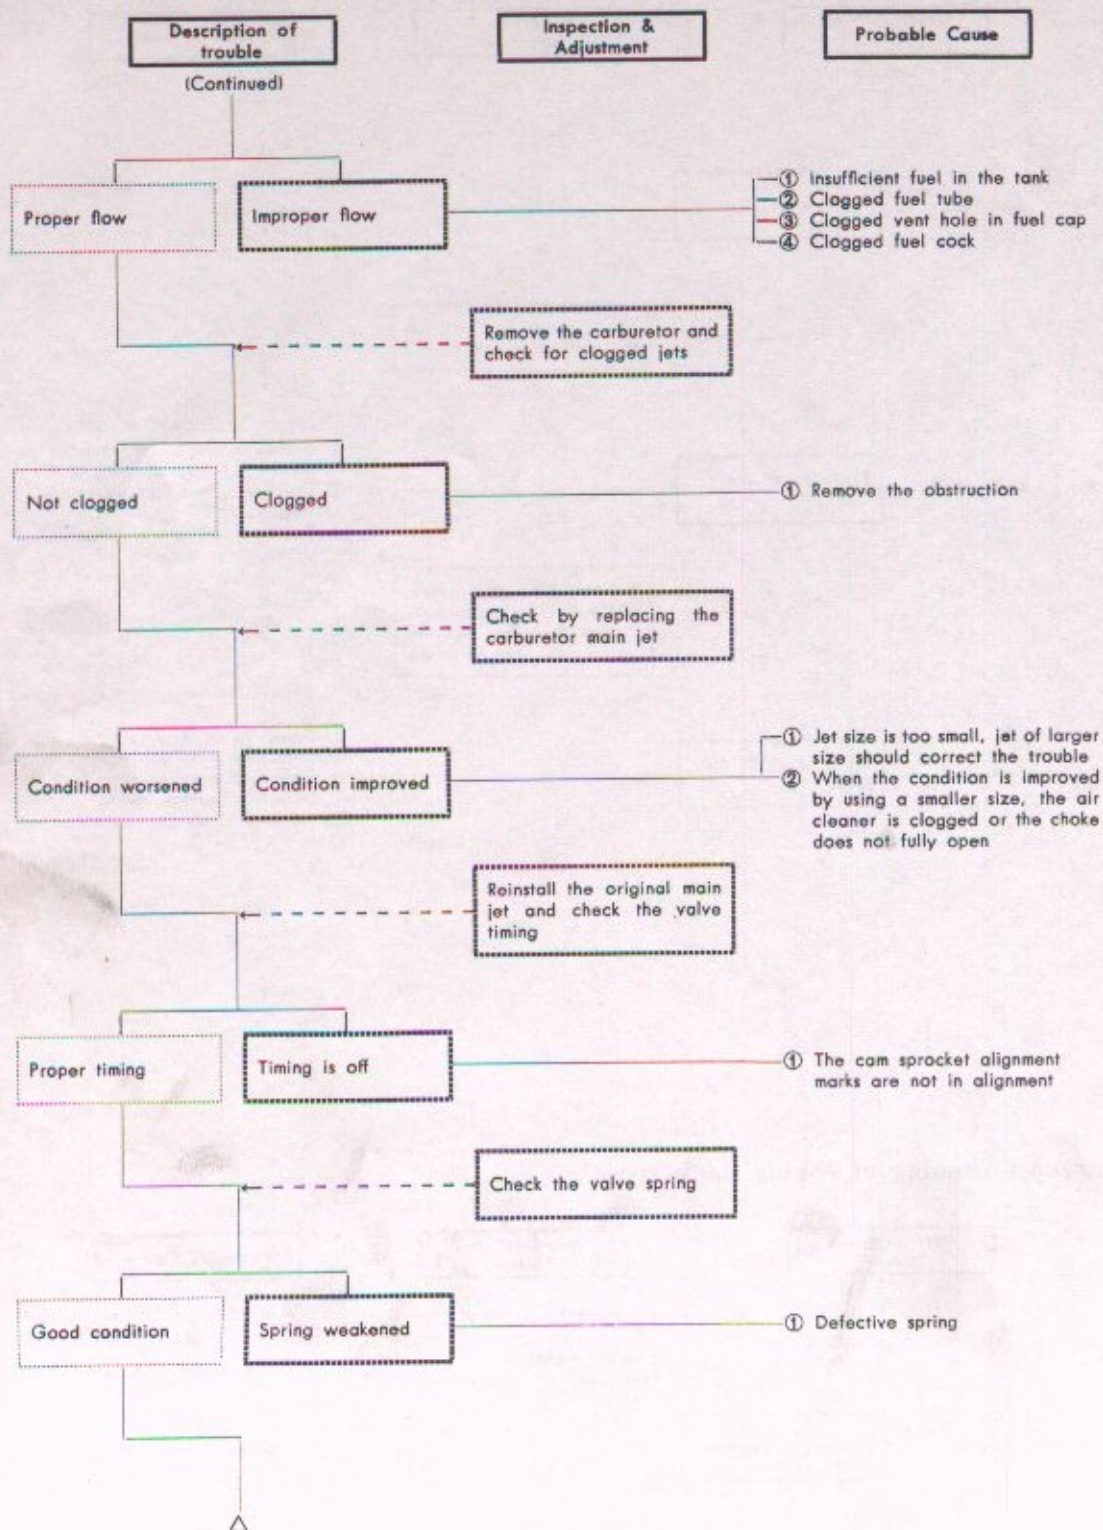 Description of
trouble
Inspection &
Adjustment
Probable Cause
(Continued)
Proper flow
Improper flow
① Insufficient fuel in the tank
② Clogged fuel tube
③ Clogged vent hole in fuel cap
④ Clogged fuel cock
Remove the carburetor and
check for clogged jets
Not clogged
Clogged
① Remove the obstruction
Check by replacing the
carburetor main jet
Condition worsened
Condition improved
① Jet size is too small, jet of larger
size should correct the trouble
② When the condition is improved
by using a smaller size, the air
cleaner is clogged or the choke
does not fully open
Reinstall the original main
jet and check the valve
timing
Proper timing
Timing is off
① The cam sprocket alignment
marks are not in alignment
Check the valve spring
Good condition
Spring weakened
① Defective spring